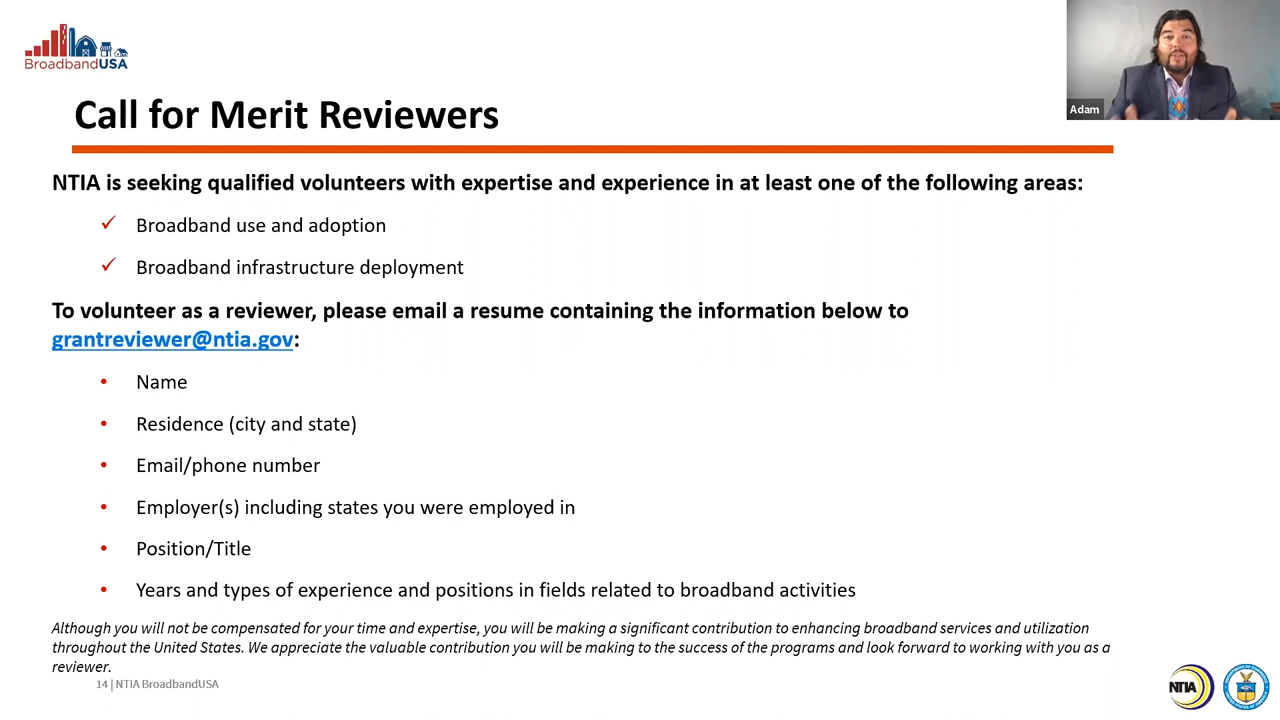 BroadbandUSA
Adam
Call for Merit Reviewers
NTIA is seeking qualified volunteers with expertise and experience in at least one of the following areas:
✓ Broadband use and adoption
✓ Broadband infrastructure deployment
To volunteer as a reviewer, please email a resume containing the information below to
grantreviewer@ntia.gov:
• Name
• Residence (city and state)
• Email/phone number
• Employer(s) including states you were employed in
• Position/Title
• Years and types of experience and positions in fields related to broadband activities
Although you will not be compensated for your time and expertise, you will be making a significant contribution to enhancing broadband services and utilization
throughout the United States. We appreciate the valuable contribution you will be making to the success of the programs and look forward to working with you as a
reviewer.
14 | NTIA BroadbandUSA
NTIA